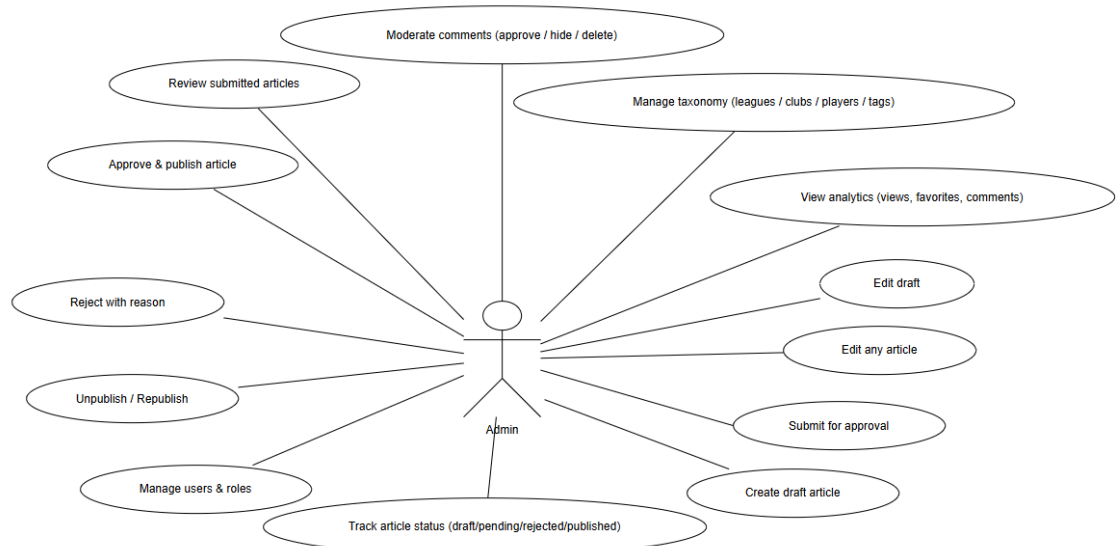 Moderate comments (approve / hide / delete)
Review submitted articles
Manage taxonomy (leagues / clubs / players / tags)
Approve & publish article
View analytics (views, favorites, comments)
Edit draft
Reject with reason
Edit any article
Unpublish / Republish
Submit for approval
Admin
Manage users & roles
Create draft article
Track article status (draft/pending/rejected/published)